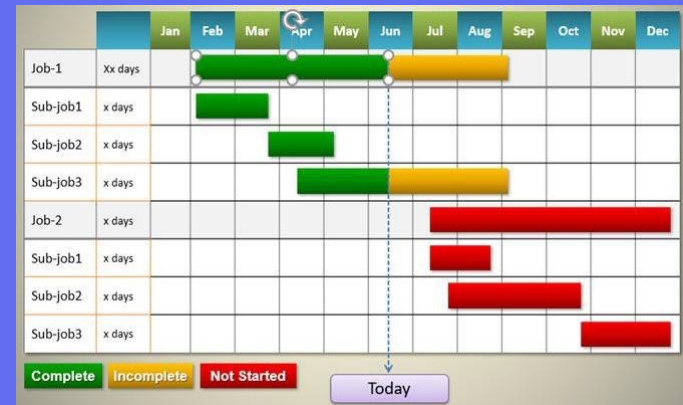 Jan Feb Mar Apr May Jun Jul Aug Sep Oct Nov Dec
Job-1 Xx days
Sub-job1 x days
Sub-job2 x days
Sub-job3 x days
Job-2 x days
Sub-job1 x days
Sub-job2 x days
Sub-job3 x days
Complete Incomplete Not Started
Today